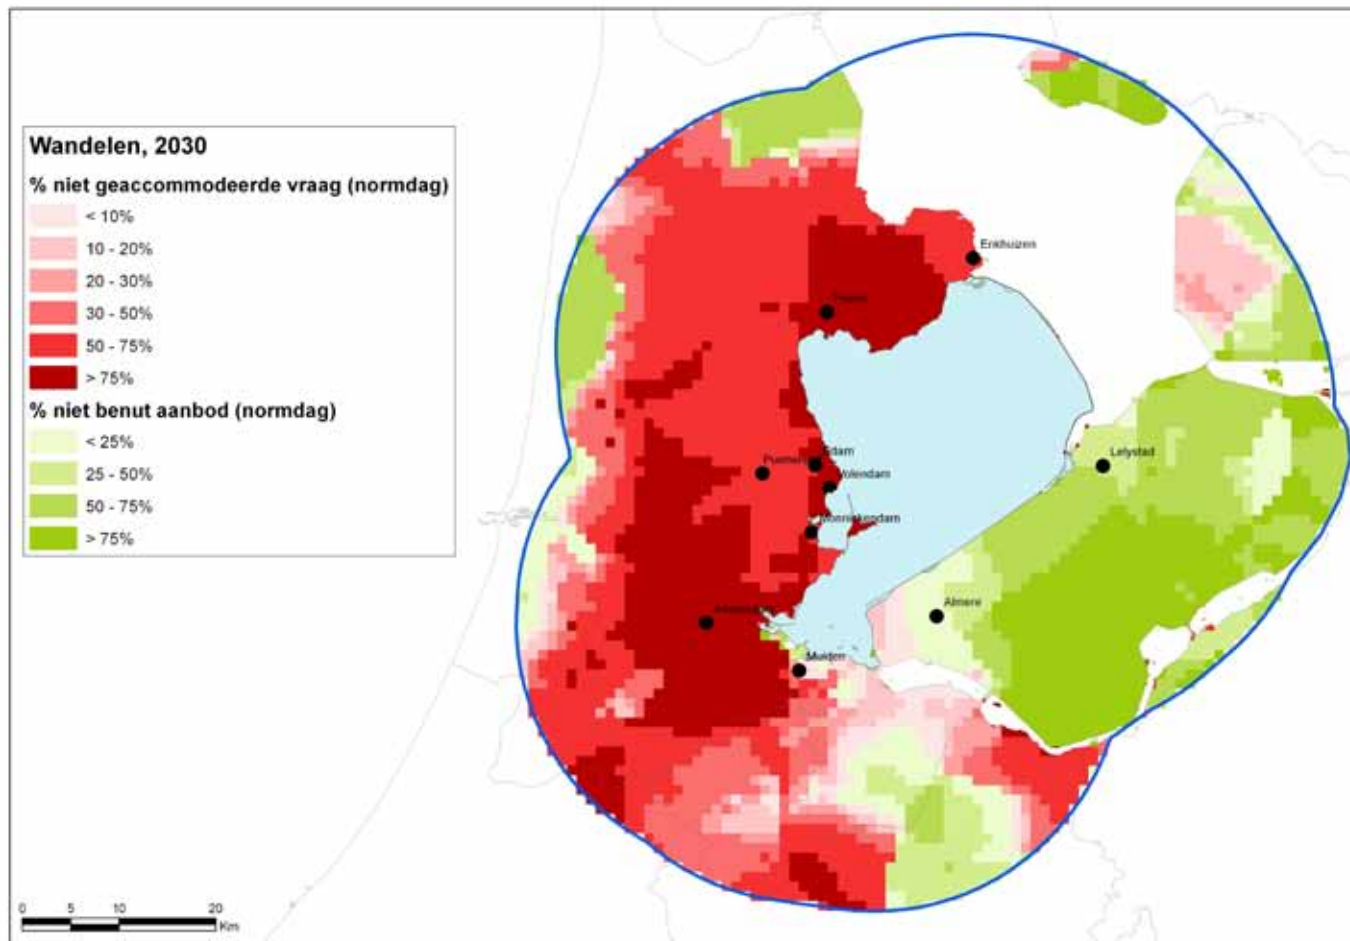 Wandelen, 2030
% niet geaccommodeerde vraag (normdag)
< 10%
10 - 20%
20 - 30%
30 - 50%
50 - 75%
> 75%
% niet benut aanbod (normdag)
< 25%
25 - 50%
50 - 75%
> 75%
Enkhuizen
Edam
Volendam
Lelystad
Monnickendam
Almere
Muiden
0 5 10 20
Km